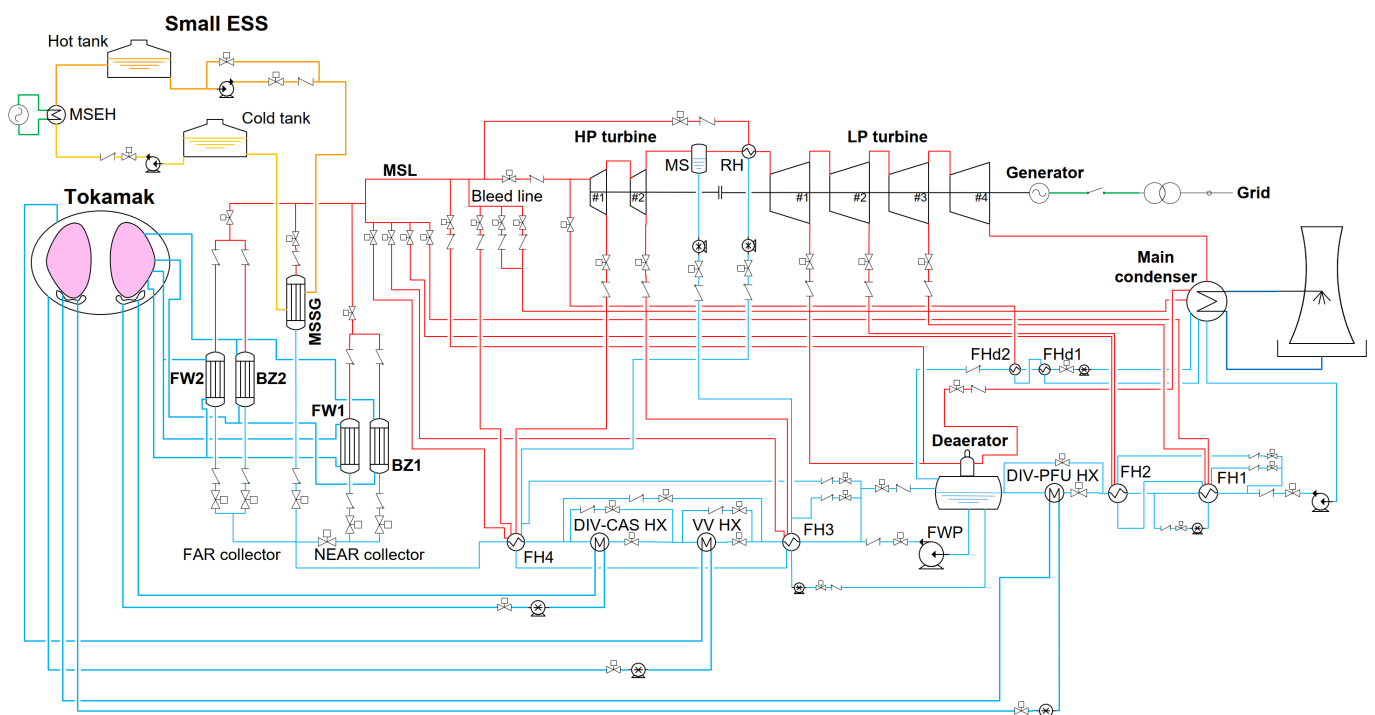 Small ESS
Hot tank
MSEH
Cold tank
HP turbine
LP turbine
MS
RH
Generator
MSL
Bleed line
#1
#2
#1
#2
#3
#4
Grid
Tokamak
Main
condenser
MSSG
FHd2
FHd1
FW2
BZ2
FW1
BZ1
Deaerator
DIV-PFU HX
FH2
FH1
DIV-CAS HX
VV HX
FH3
FWP
FAR collector
NEAR collector
FH4